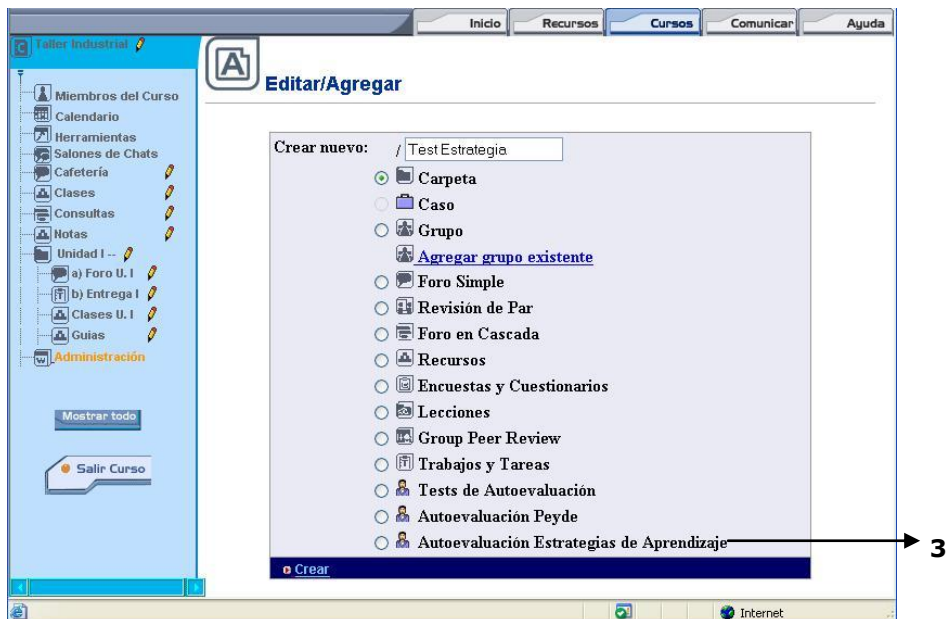 Inicio Recursos Cursos Comunicar Ayuda
C Taller Industrial
A Editar/Agregar
Miembros del Curso
Calendario
Herramientas
Salones de Chats
Cafetería
Clases
Consultas
Notas
Unidad I --
a) Foro U. I
b) Entrega I
Clases U. I
Guias
Administración
Mostrar todo
Salir Curso
Crear nuevo: / Test Estrategia
Carpeta
Caso
Grupo
Agregar grupo existente
Foro Simple
Revisión de Par
Foro en Cascada
Recursos
Encuestas y Cuestionarios
Lecciones
Group Peer Review
Trabajos y Tareas
Tests de Autoevaluación
Autoevaluación Peyde
Autoevaluación Estrategias de Aprendizaje 3
Crear
Internet